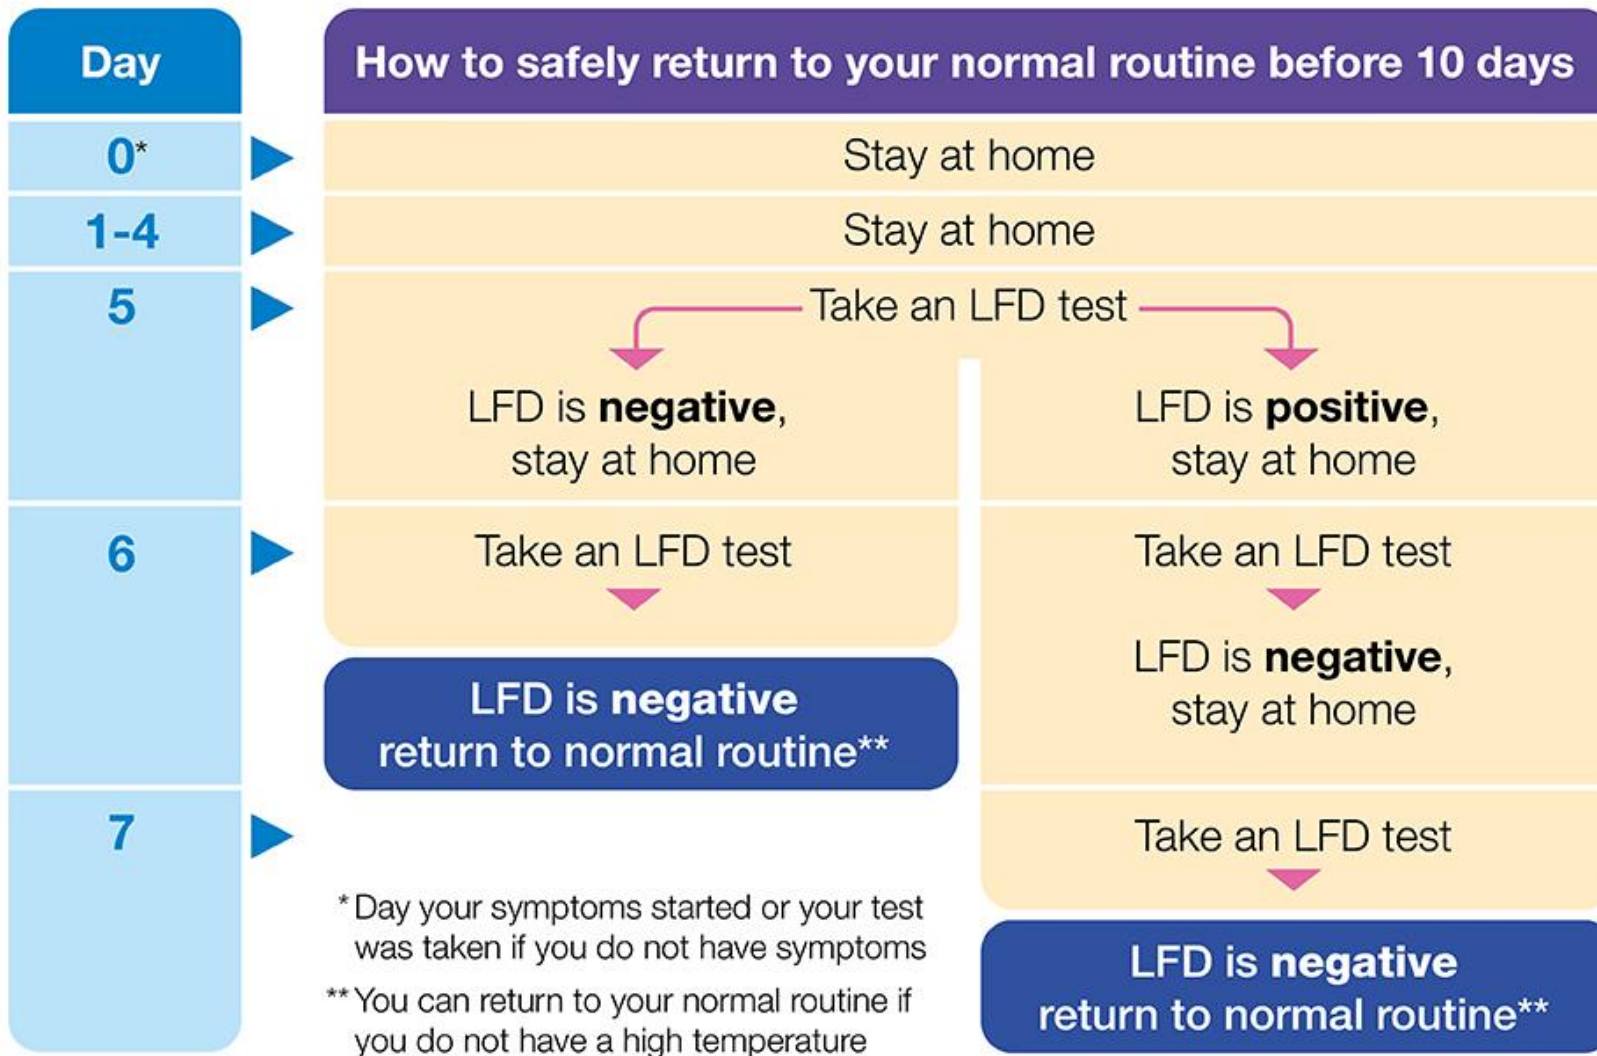 Day
How to safely return to your normal routine before 10 days
0*
Stay at home
1-4
Stay at home
5
Take an LFD test
LFD is negative,
stay at home
LFD is positive,
stay at home
6
Take an LFD test
LFD is negative
return to normal routine**
Take an LFD test
LFD is negative,
stay at home
7
Take an LFD test
LFD is negative
return to normal routine**
* Day your symptoms started or your test
was taken if you do not have symptoms
** You can return to your normal routine if
you do not have a high temperature